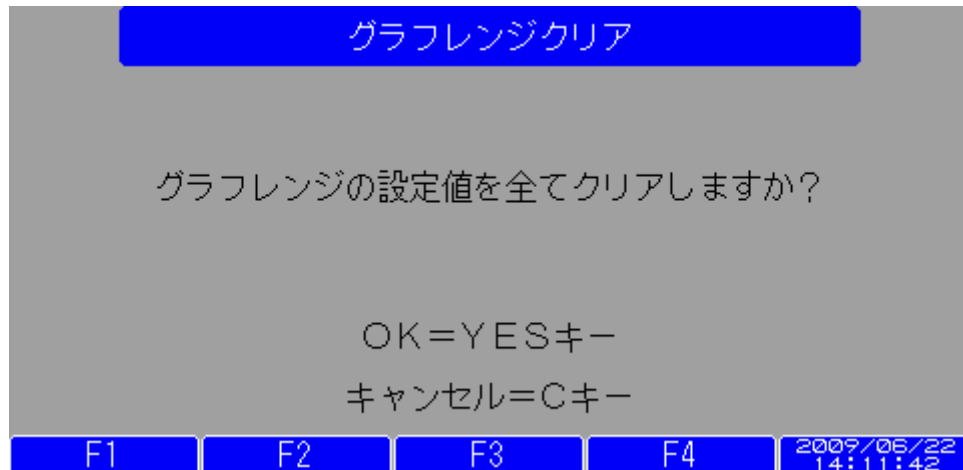 グラフレンジクリア
グラフレンジの設定値を全てクリアしますか？
ＯＫ＝ＹＥＳキー
キャンセル＝Ｃキー
F1 F2 F3 F4 2009/06/22
14:11:42